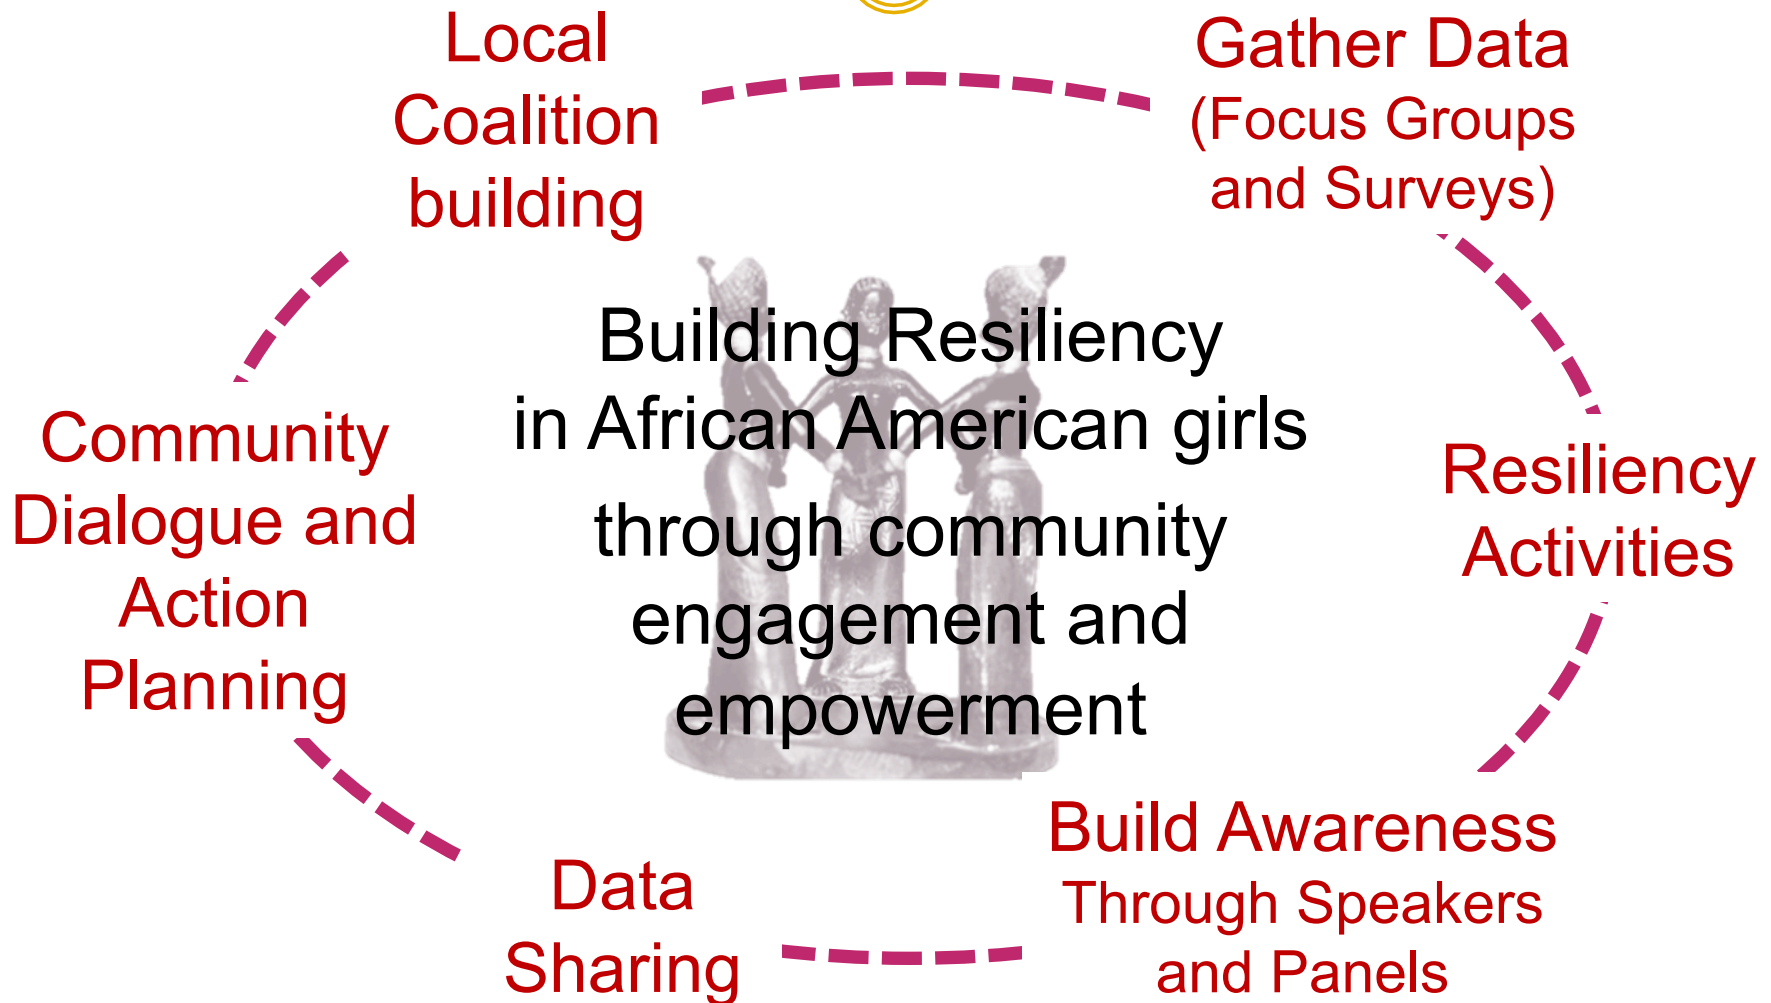 Local
Coalition
building
Gather Data
(Focus Groups
and Surveys)
Building Resiliency
in African American girls
through community
engagement and
empowerment
Resiliency
Activities
Build Awareness
Through Speakers
and Panels
Data
Sharing
Community
Dialogue and
Action
Planning